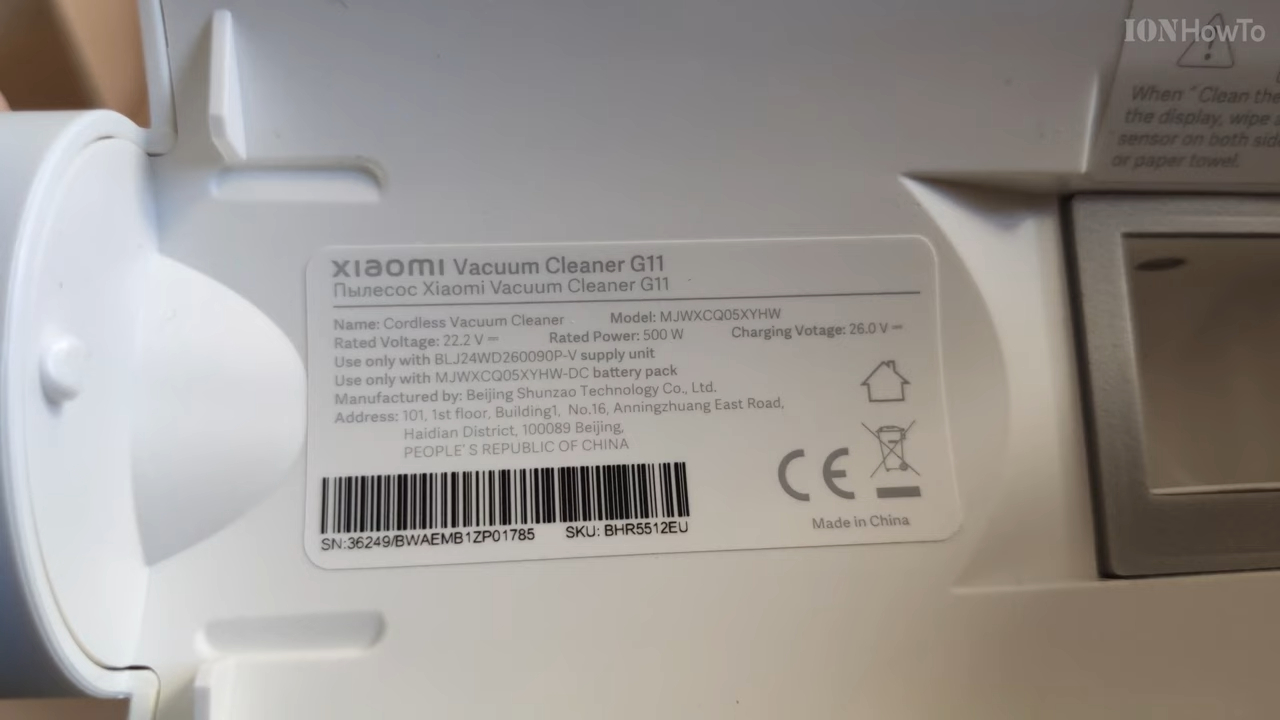 IONHowTo
When "Clean the
the display, wipe
sensor on both
or paper towel.
xiaomi Vacuum Cleaner G11
Пылесос Xiaomi Vacuum Cleaner G11
Name: Cordless Vacuum Cleaner Model: MJWXCQ05XYHW
Rated Voltage: 22.2 V ⎓ Rated Power: 500 W Charging Votage: 26.0 V ⎓
Use only with BLJ24WD260090P-V supply unit
Use only with MJWXCQ05XYHW-DC battery pack
Manufactured by: Beijing Shunzao Technology Co., Ltd.
Address: 101, 1st floor, Building1, No.16, Anningzhuang East Road,
Haidian District, 100089 Beijing,
PEOPLE'S REPUBLIC OF CHINA
CE
Made in China
SN:36249/BWAEMB1ZP01785 SKU: BHR5512EU